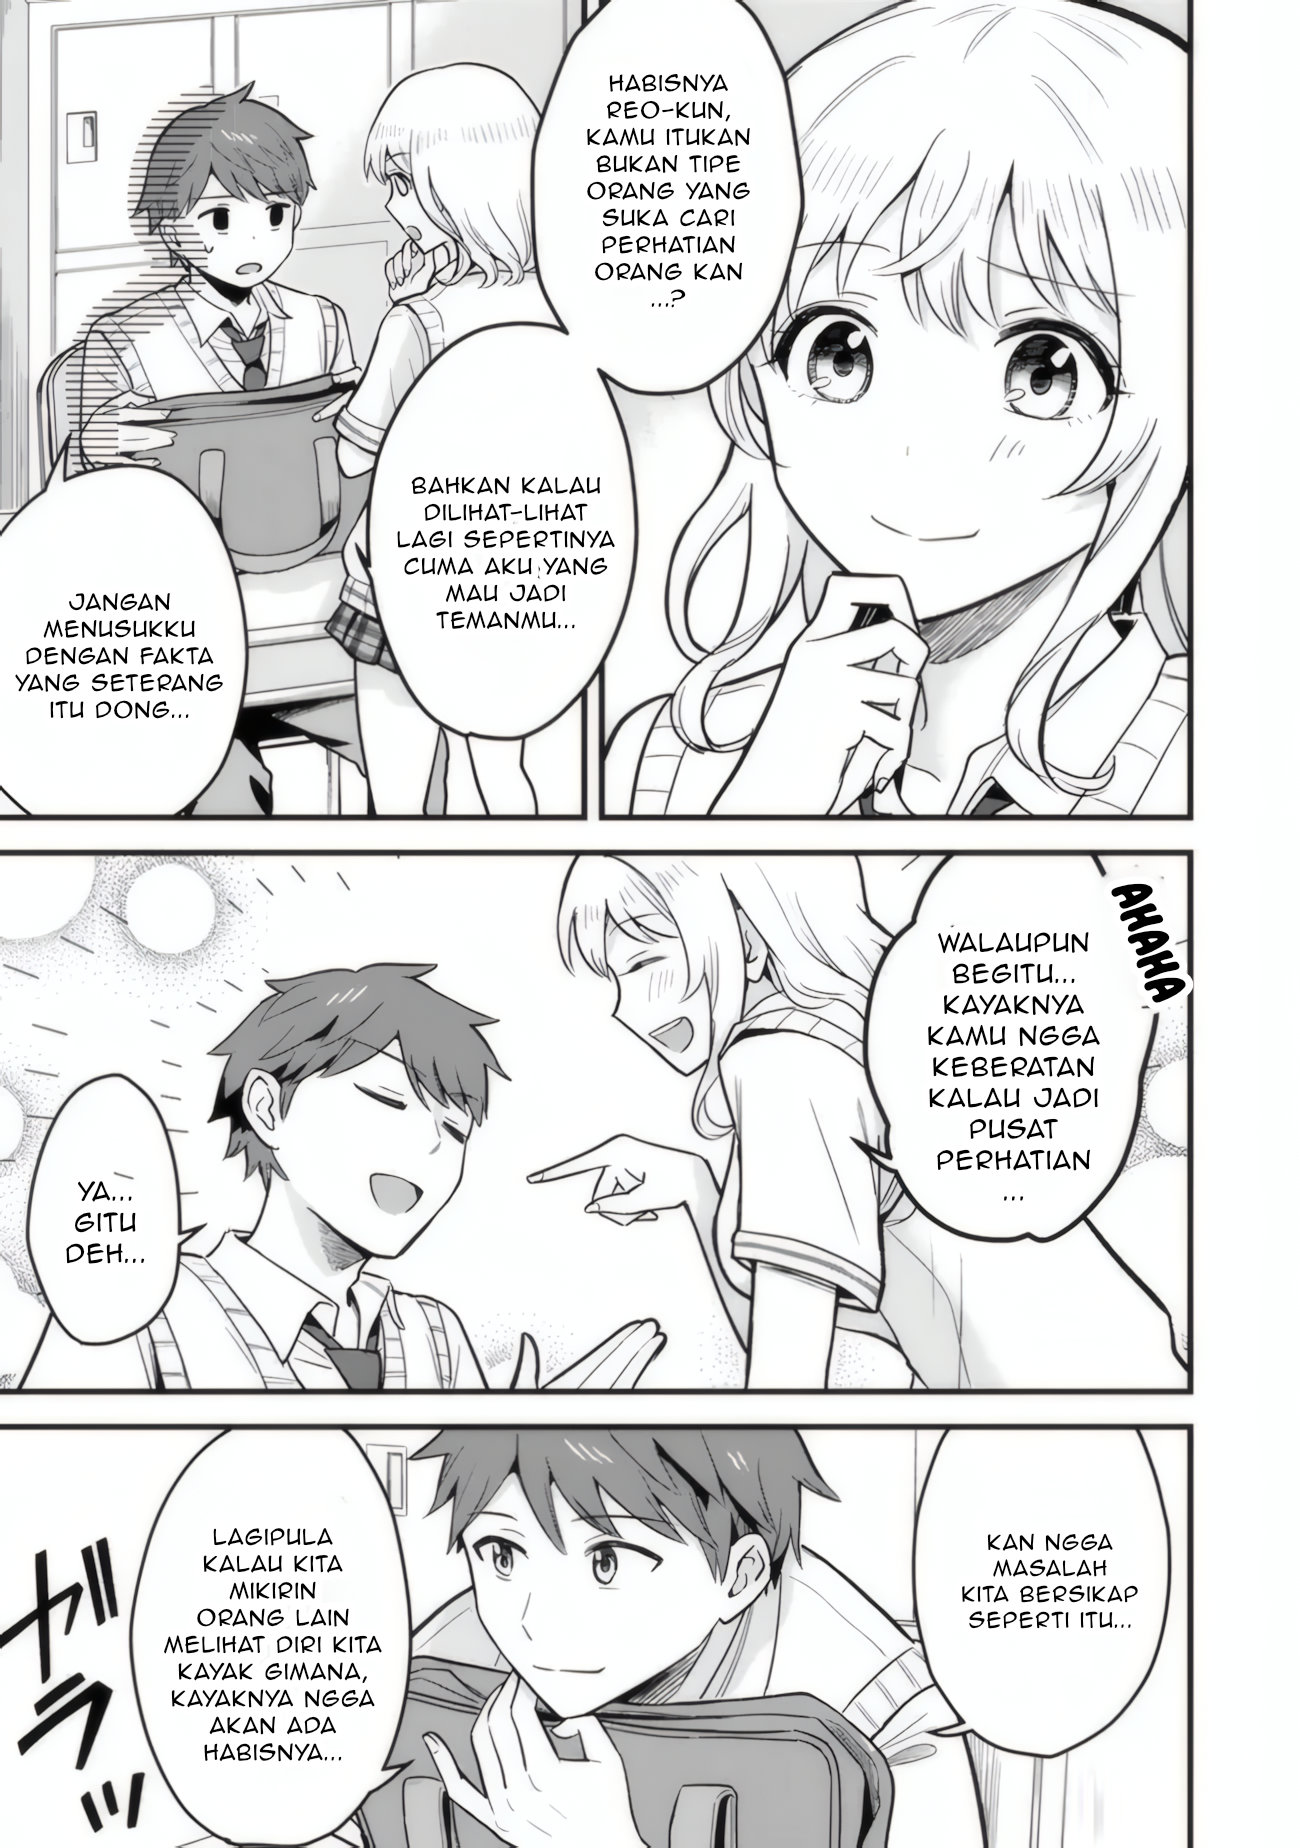 HABISNYA
REO-KUN,
KAMU ITUKAN
BUKAN TIPE
ORANG YANG
SUKA CARI
PERHATIAN
ORANG KAN
...?
BAHKAN KALAU
DILIHAT-LIHAT
LAGI SEPERTINYA
CUMA AKU YANG
MAU JADI
TEMANMU...
JANGAN
MENUSUKKU
DENGAN FAKTA
YANG SETERANG
ITU DONG...
AHAHA
WALAUPUN
BEGITU...
KAYAKNYA
KAMU NGGA
KEBERATAN
KALAU JADI
PUSAT
PERHATIAN
...
YA...
GITU
DEH...
KAN NGGA
MASALAH
KITA BERSIKAP
SEPERTI ITU...
LAGIPULA
KALAU KITA
MIKIRIN
ORANG LAIN
MELIHAT DIRI KITA
KAYAK GIMANA,
KAYAKNYA NGGA
AKAN ADA
HABISNYA...
ガラッ